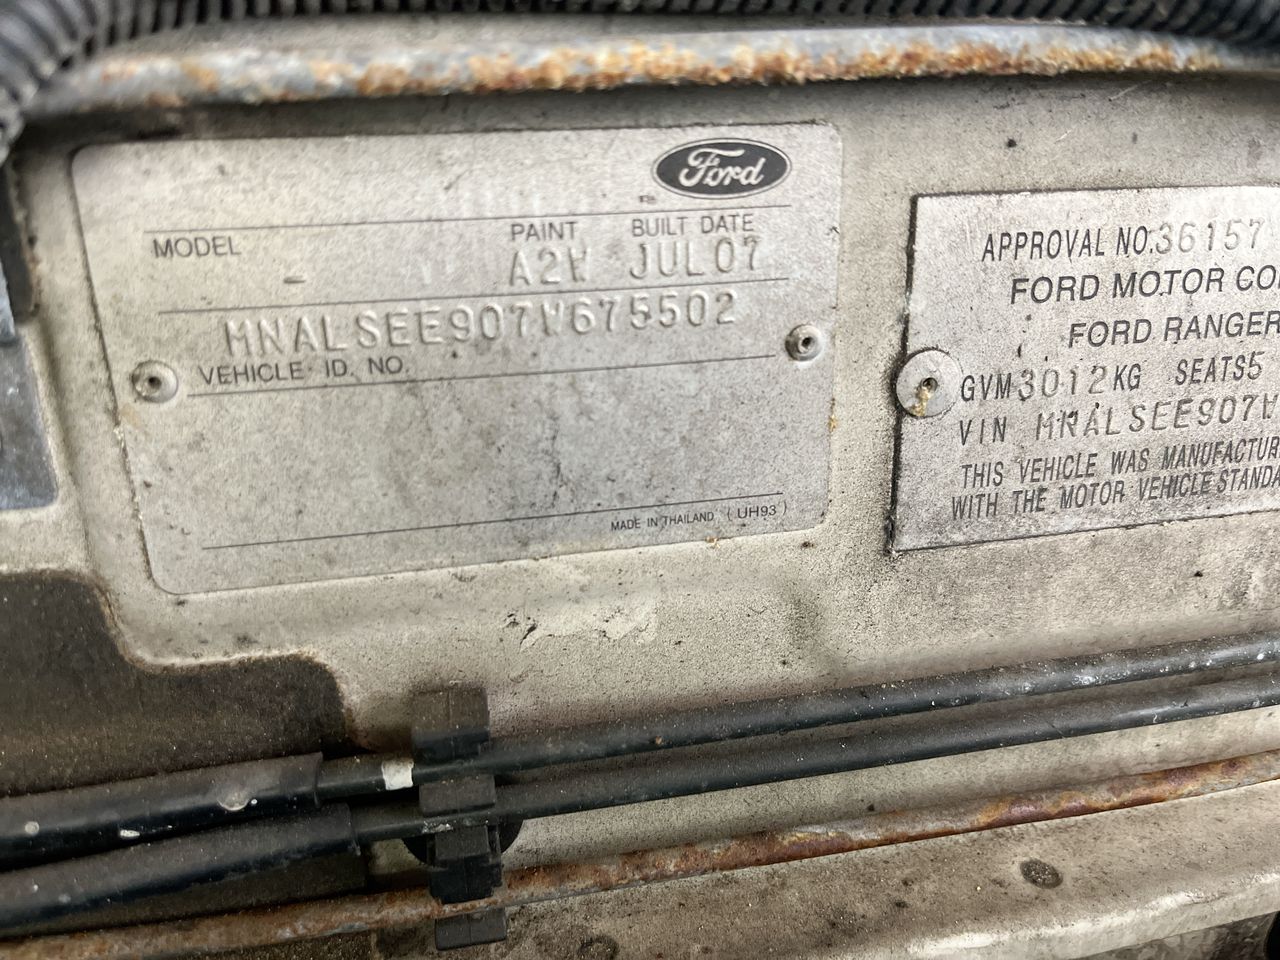 Ford
MODEL PAINT BUILT DATE
- A2W JUL07
MNALSEE907W675502
VEHICLE ID. NO.
MADE IN THAILAND (UH93)
APPROVAL NO.36157
FORD MOTOR CO
FORD RANGER
GVM3012KG SEATS5
VIN MNALSEE907W
THIS VEHICLE WAS MANUFACTUR
WITH THE MOTOR VEHICLE STANDA